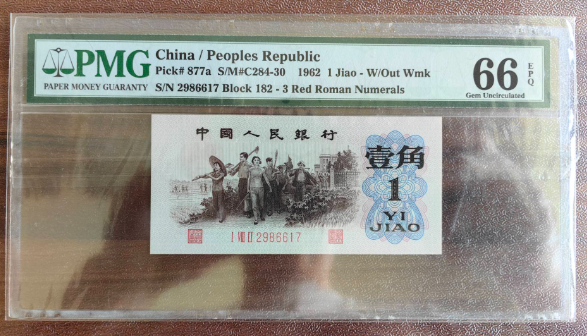 PMG
PAPER MONEY GUARANTY
China / Peoples Republic
Pick# 877a S/M#C284-30 1962 1 Jiao - W/Out Wmk
S/N 2986617 Block 182 - 3 Red Roman Numerals
66 EPQ
Gem Uncirculated
中國人民銀行
壹角
1
YI
JIAO
I VIII II 2986617